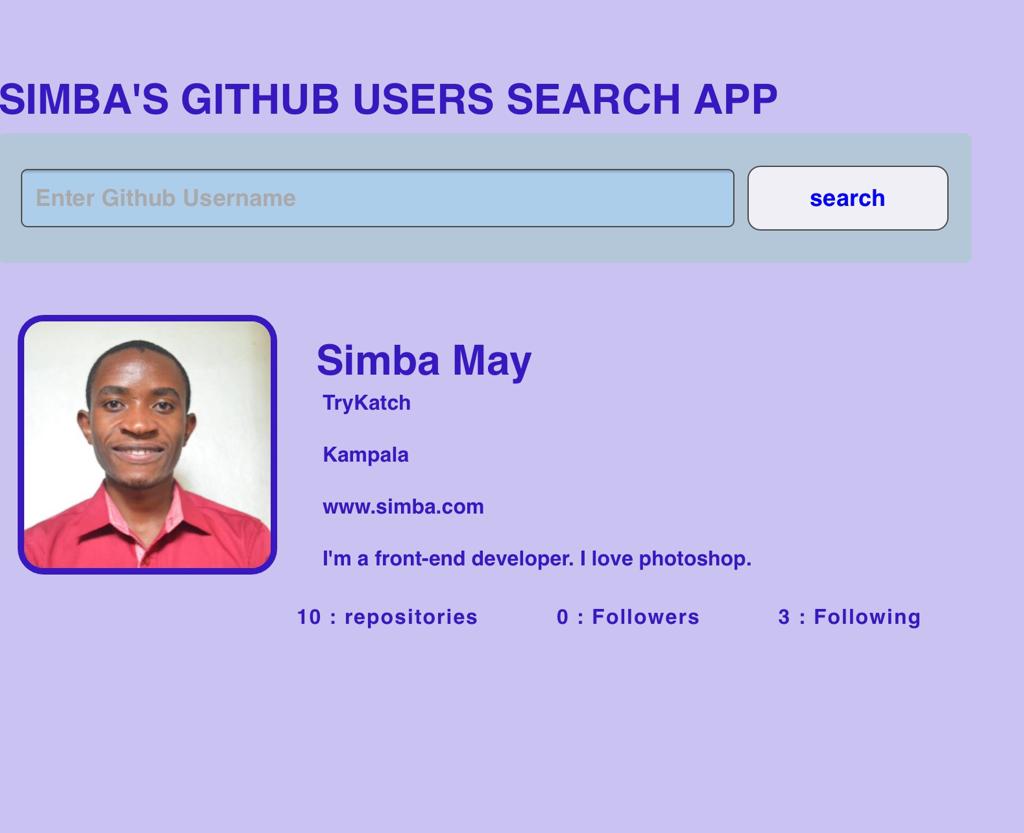 SIMBA'S GITHUB USERS SEARCH APP
Enter Github Username
search
Simba May
TryKatch
Kampala
www.simba.com
I'm a front-end developer. I love photoshop.
10 : repositories 0 : Followers 3 : Following